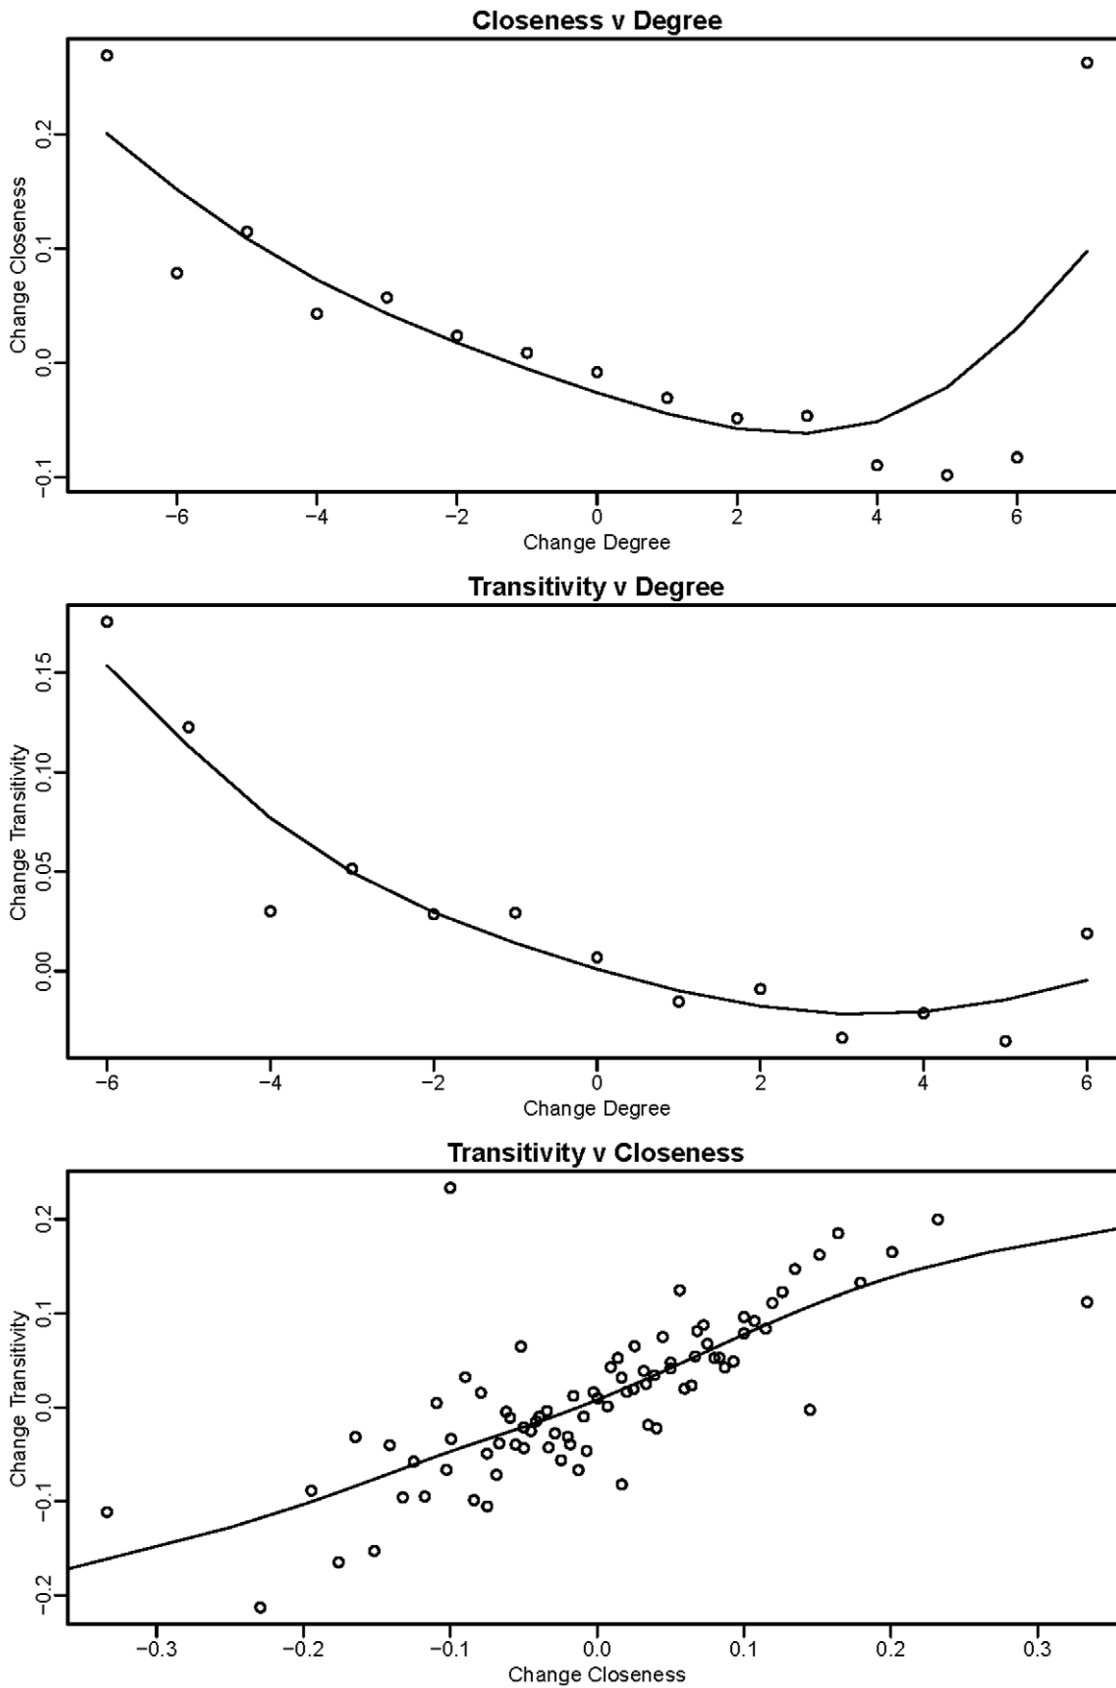 Closeness v Degree
Change Closeness
0.2
0.1
0.0
−0.1
−6 −4 −2 0 2 4 6
Change Degree
Transitivity v Degree
Change Transitivity
0.15
0.10
0.05
0.00
−6 −4 −2 0 2 4 6
Change Degree
Transitivity v Closeness
Change Transitivity
0.2
0.1
0.0
−0.1
−0.2
−0.3 −0.2 −0.1 0.0 0.1 0.2 0.3
Change Closeness